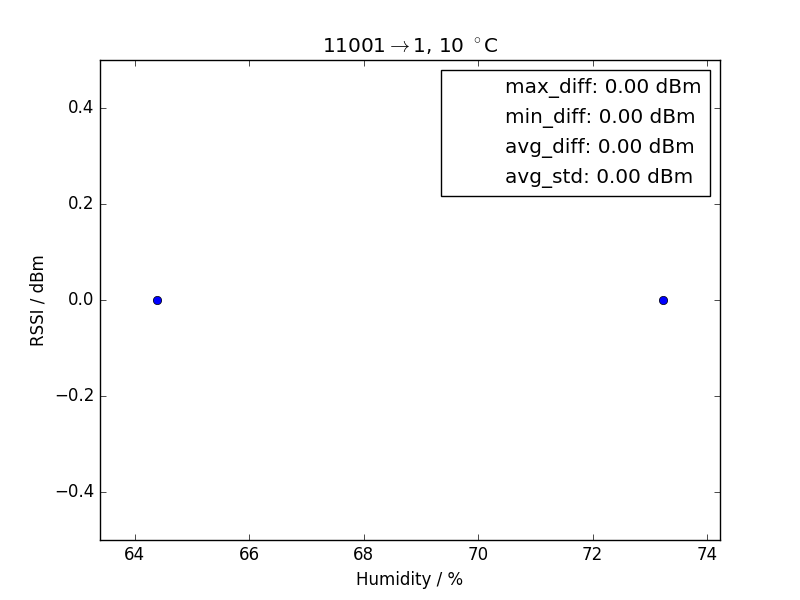 11001→1, 10 °C
max_diff: 0.00 dBm
min_diff: 0.00 dBm
avg_diff: 0.00 dBm
avg_std: 0.00 dBm
RSSI / dBm
0.4
0.2
0.0
−0.2
−0.4
64 66 68 70 72 74
Humidity / %